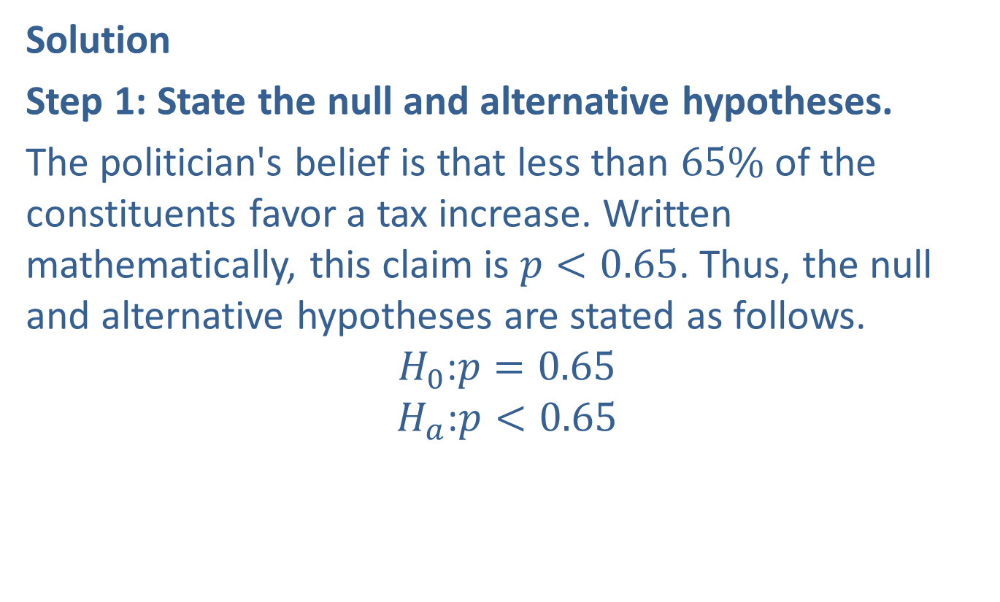 Solution
Step 1: State the null and alternative hypotheses.
The politician's belief is that less than 65% of the
constituents favor a tax increase. Written
mathematically, this claim is p < 0.65. Thus, the null
and alternative hypotheses are stated as follows.
H₀:p = 0.65
Hₐ:p < 0.65